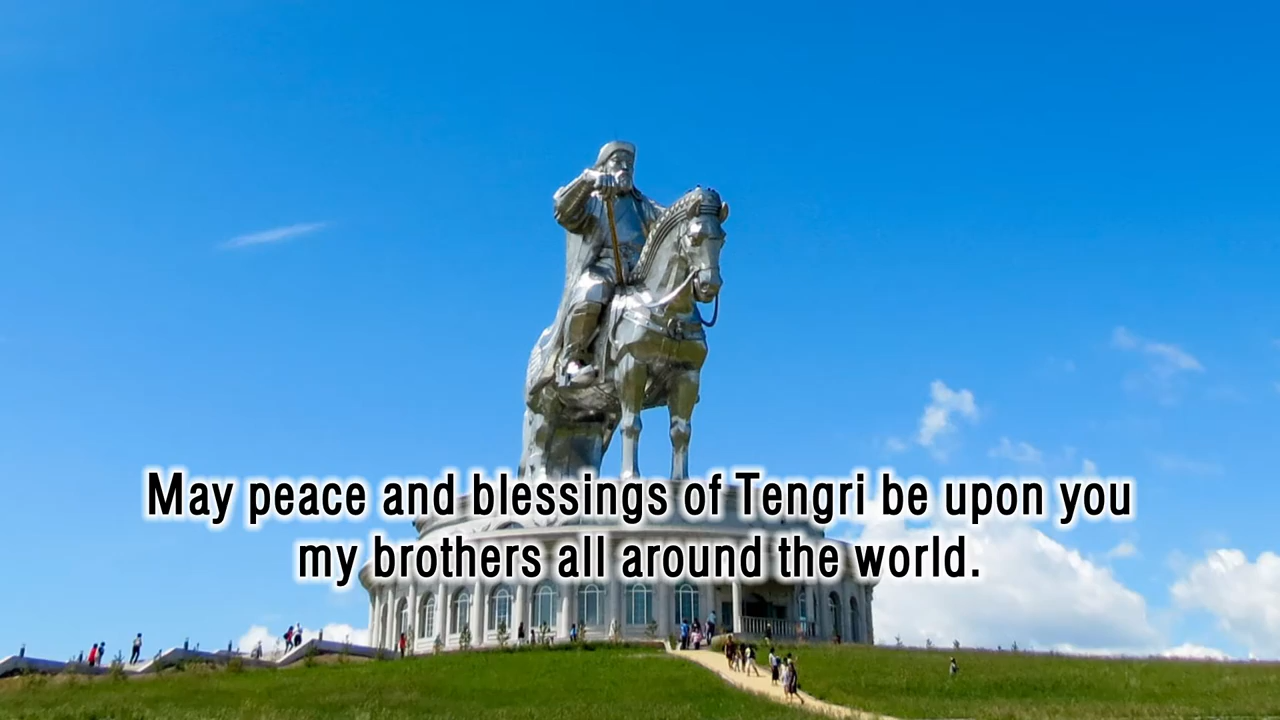 May peace and blessings of Tengri be upon you
my brothers all around the world.